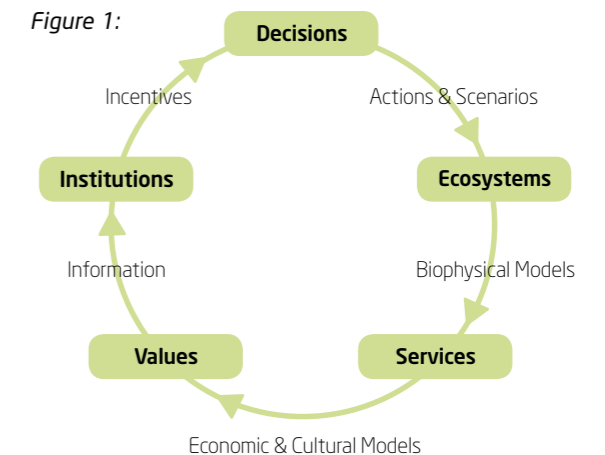 Figure 1:
Decisions
Incentives
Actions & Scenarios
Institutions
Ecosystems
Information
Biophysical Models
Values
Services
Economic & Cultural Models